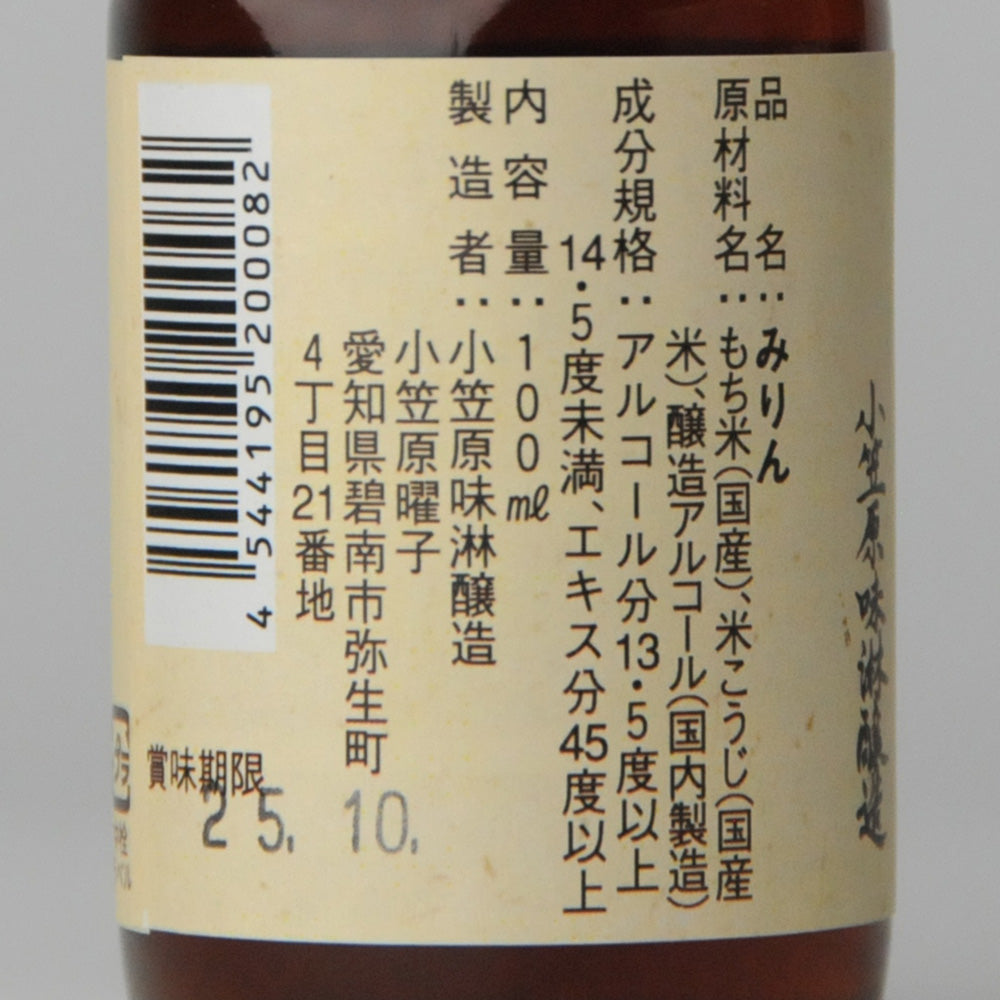 小笠原味淋醸造
品名：みりん
原材料名：もち米(国産)、米こうじ(国産
米)、醸造アルコール(国内製造)
成分規格：アルコール分13・5度以上
14・5度未満、エキス分45度以上
内容量：100㎖
製造者：小笠原味淋醸造
小笠原曜子
愛知県碧南市弥生町
4丁目21番地
4 544195 200082
賞味期限
25. 10.
プラ